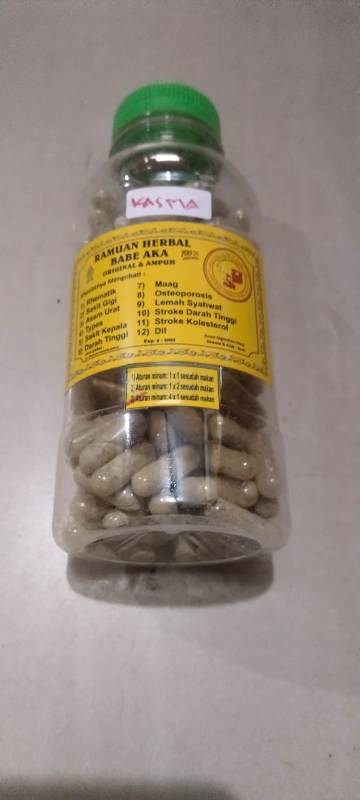 KASMA
RAMUAN HERBAL
BABE AKA
ORIGINAL & AMPUH
100%
Mengobati :
1) Rhematik
2) Sakit Gigi
3) Asam Urat
4) Types
5) Sakit Kepala
6) Darah Tinggi
7) Maag
8) Osteoporosis
9) Lemah Syahwat
10) Stroke Darah Tinggi
11) Stroke Kolesterol
12) Dll
1) Aturan minum: 1 x 1 sesudah makan
2) Aturan minum: 1 x 2 sesudah makan
3) Aturan minum: 4 x 1 sesudah makan